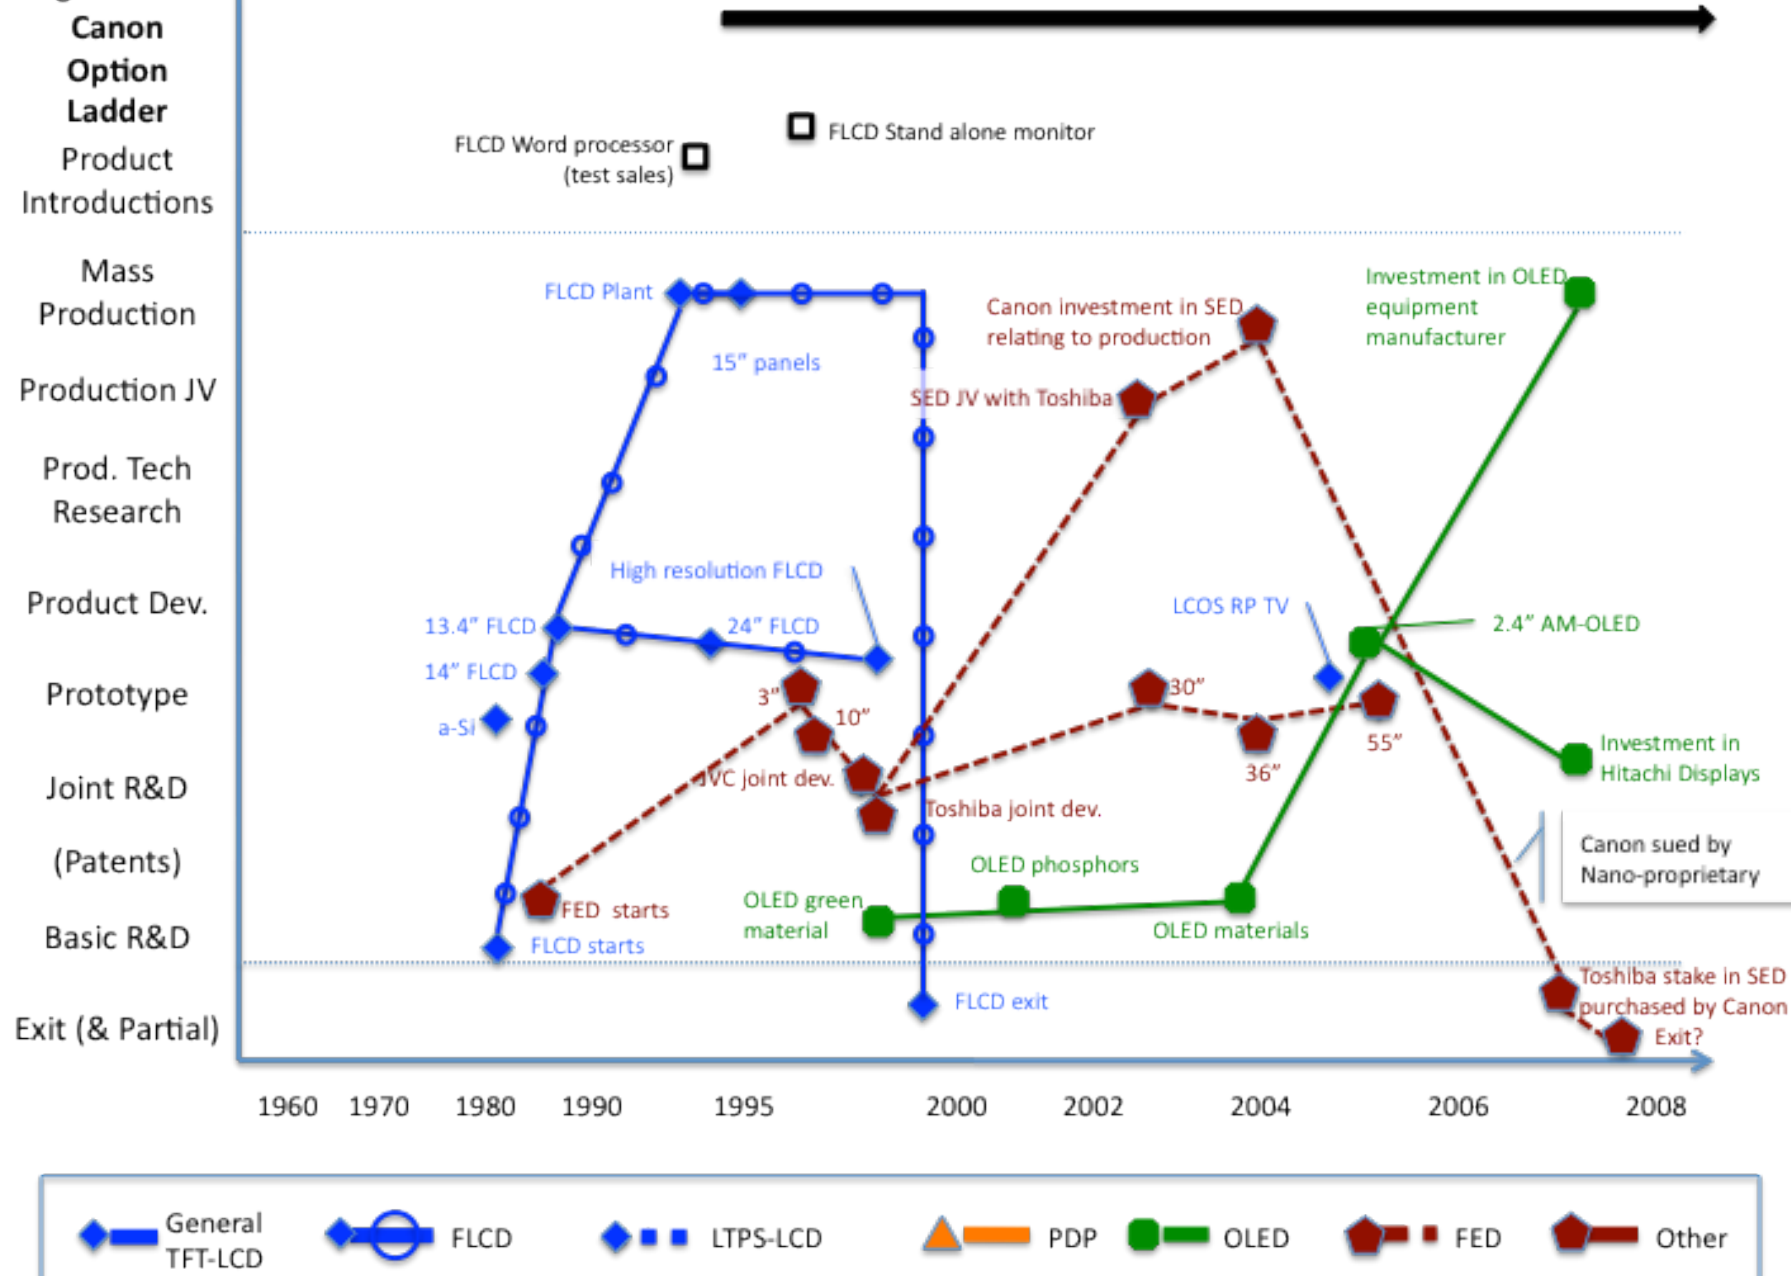 Canon
Option
Ladder
Product
Introductions
FLCD Word processor
(test sales)
FLCD Stand alone monitor
Mass
Production
FLCD Plant
15” panels
Canon investment in SED
relating to production
Investment in OLED
equipment
manufacturer
Production JV
SED JV with Toshiba
Prod. Tech
Research
High resolution FLCD
Product Dev.
13.4” FLCD
24” FLCD
LCOS RP TV
2.4” AM-OLED
14” FLCD
Prototype
a-Si
3”
10”
30”
36”
55”
Investment in
Hitachi Displays
Joint R&D
JVC joint dev.
Toshiba joint dev.
(Patents)
OLED phosphors
Canon sued by
Nano-proprietary
FED starts
OLED green
material
OLED materials
Basic R&D
FLCD starts
Toshiba stake in SED
purchased by Canon
Exit?
FLCD exit
Exit (& Partial)
1960 1970 1980 1990 1995 2000 2002 2004 2006 2008
General
TFT-LCD
FLCD
LTPS-LCD
PDP
OLED
FED
Other